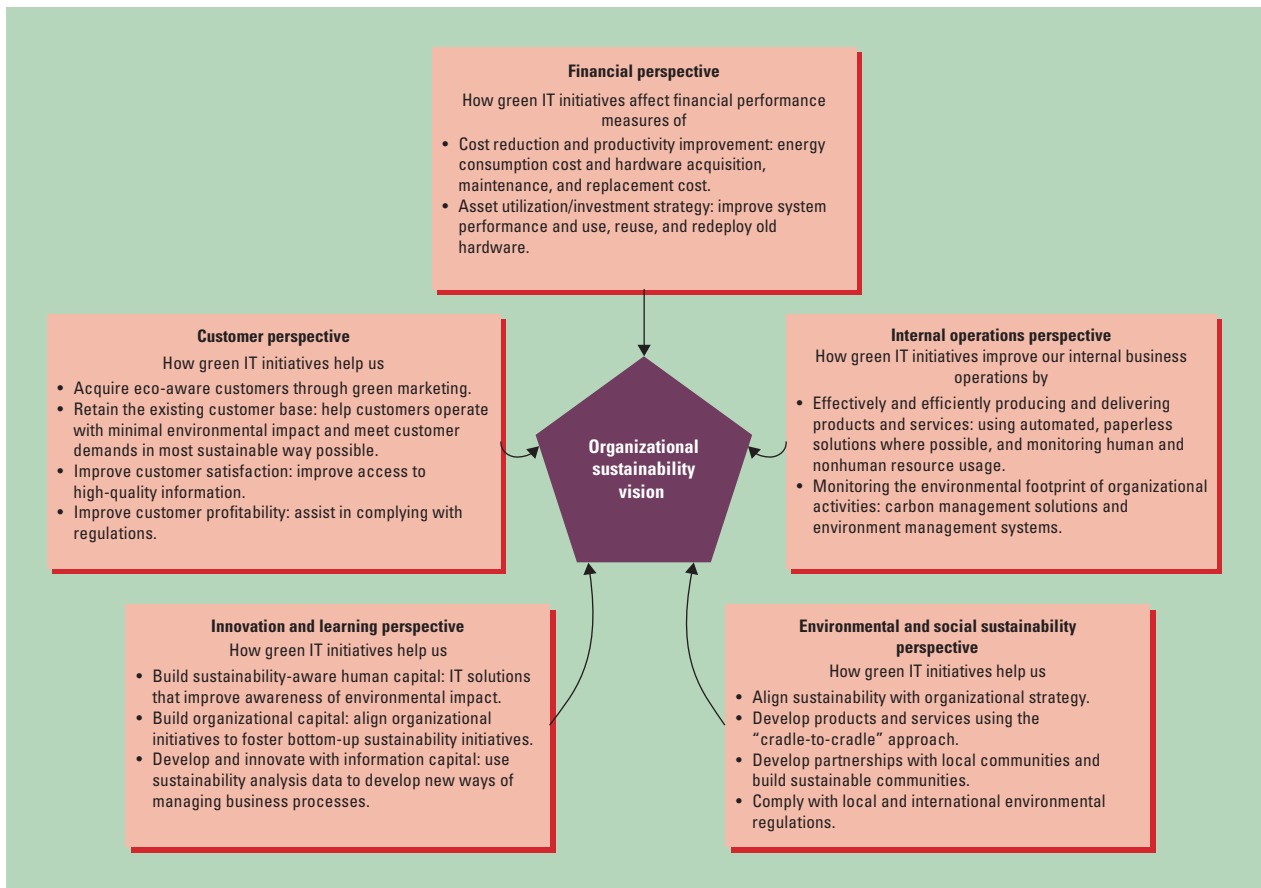 Financial perspective
How green IT initiatives affect financial performance
measures of
• Cost reduction and productivity improvement: energy
consumption cost and hardware acquisition,
maintenance, and replacement cost.
• Asset utilization/investment strategy: improve system
performance and use, reuse, and redeploy old
hardware.
Customer perspective
How green IT initiatives help us
• Acquire eco-aware customers through green marketing.
• Retain the existing customer base: help customers operate
with minimal environmental impact and meet customer
demands in most sustainable way possible.
• Improve customer satisfaction: improve access to
high-quality information.
• Improve customer profitability: assist in complying with
regulations.
Organizational
sustainability
vision
Internal operations perspective
How green IT initiatives improve our internal business
operations by
• Effectively and efficiently producing and delivering
products and services: using automated, paperless
solutions where possible, and monitoring human and
nonhuman resource usage.
• Monitoring the environmental footprint of organizational
activities: carbon management solutions and
environment management systems.
Innovation and learning perspective
How green IT initiatives help us
• Build sustainability-aware human capital: IT solutions
that improve awareness of environmental impact.
• Build organizational capital: align organizational
initiatives to foster bottom-up sustainability initiatives.
• Develop and innovate with information capital: use
sustainability analysis data to develop new ways of
managing business processes.
Environmental and social sustainability
perspective
How green IT initiatives help us
• Align sustainability with organizational strategy.
• Develop products and services using the
“cradle-to-cradle” approach.
• Develop partnerships with local communities and
build sustainable communities.
• Comply with local and international environmental
regulations.